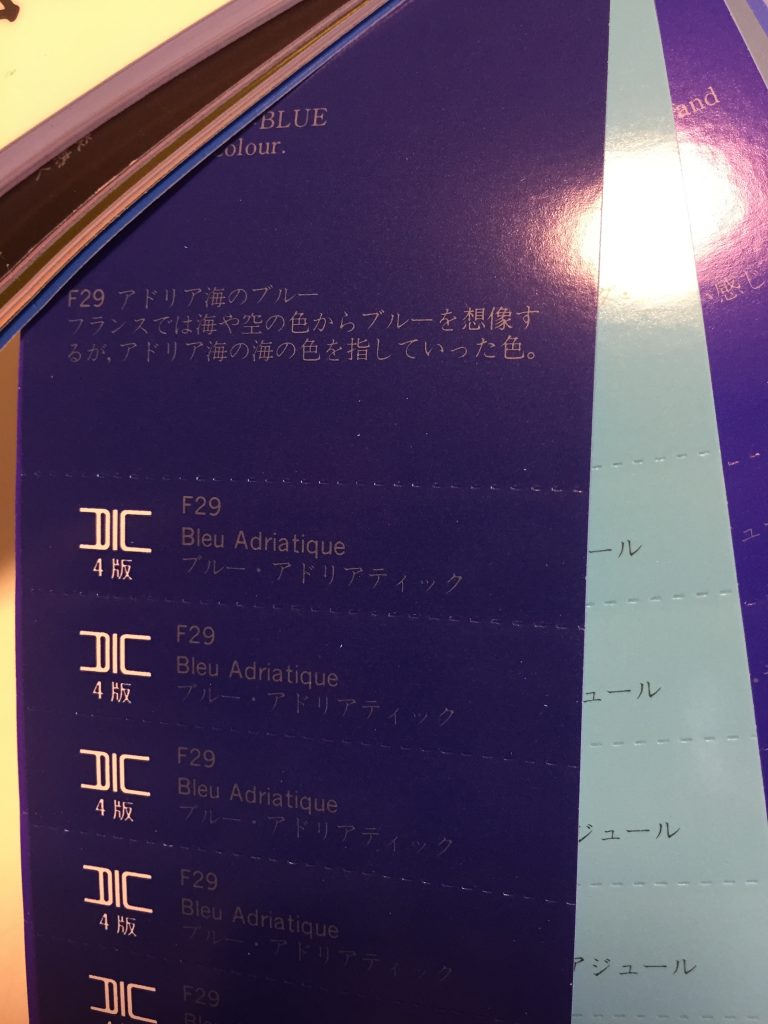 BLUE
colour.
F29 アドリア海のブルー
フランスでは海や空の色からブルーを想像す
るが,アドリア海の海の色を指していった色。
DIC
4版
F29
Bleu Adriatique
ブルー・アドリアティック
DIC
4版
F29
Bleu Adriatique
ブルー・アドリアティック
DIC
4版
F29
Bleu Adriatique
ブルー・アドリアティック
DIC
4版
F29
Bleu Adriatique
ブルー・アドリアティック
DIC
F29
ール
ュール
ジュール
アジュール
and
感じ